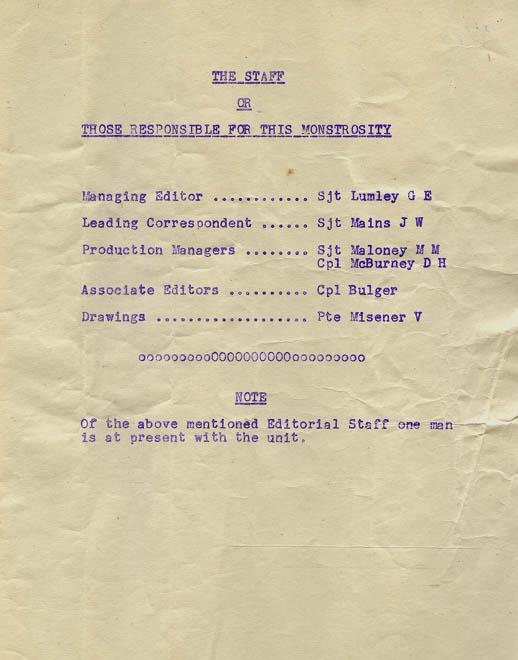 THE STAFF
OR
THOSE RESPONSIBLE FOR THIS MONSTROSITY
Managing Editor ............ Sjt Lumley G E
Leading Correspondent ...... Sjt Mains J W
Production Managers ........ Sjt Maloney M M
Cpl McBurney D H
Associate Editors .......... Cpl Bulger
Drawings ................... Pte Misener V
oooooooooOOOOOOOOOOooooooooo
NOTE
Of the above mentioned Editorial Staff one man
is at present with the unit.